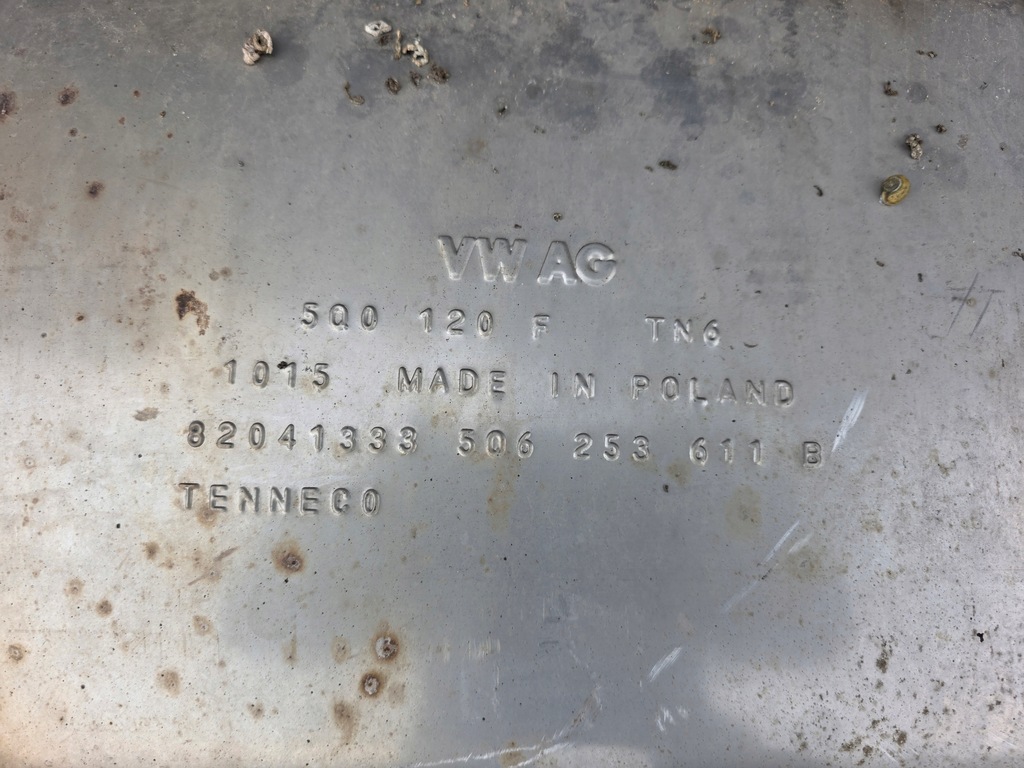 VW AG
5Q0 120 F TN6
1015 MADE IN POLAND
82041333 5Q6 253 611 B
TENNECO